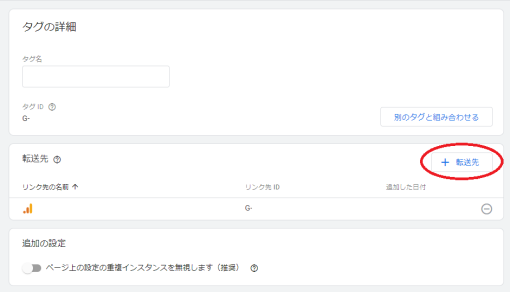 タグの詳細
タグ名
タグ ID
G-
別のタグと組み合わせる
転送先
+ 転送先
リンク先の名前 ↑ リンク先 ID 追加した日付
G-
追加の設定
ページ上の設定の重複インスタンスを無視します（推奨）